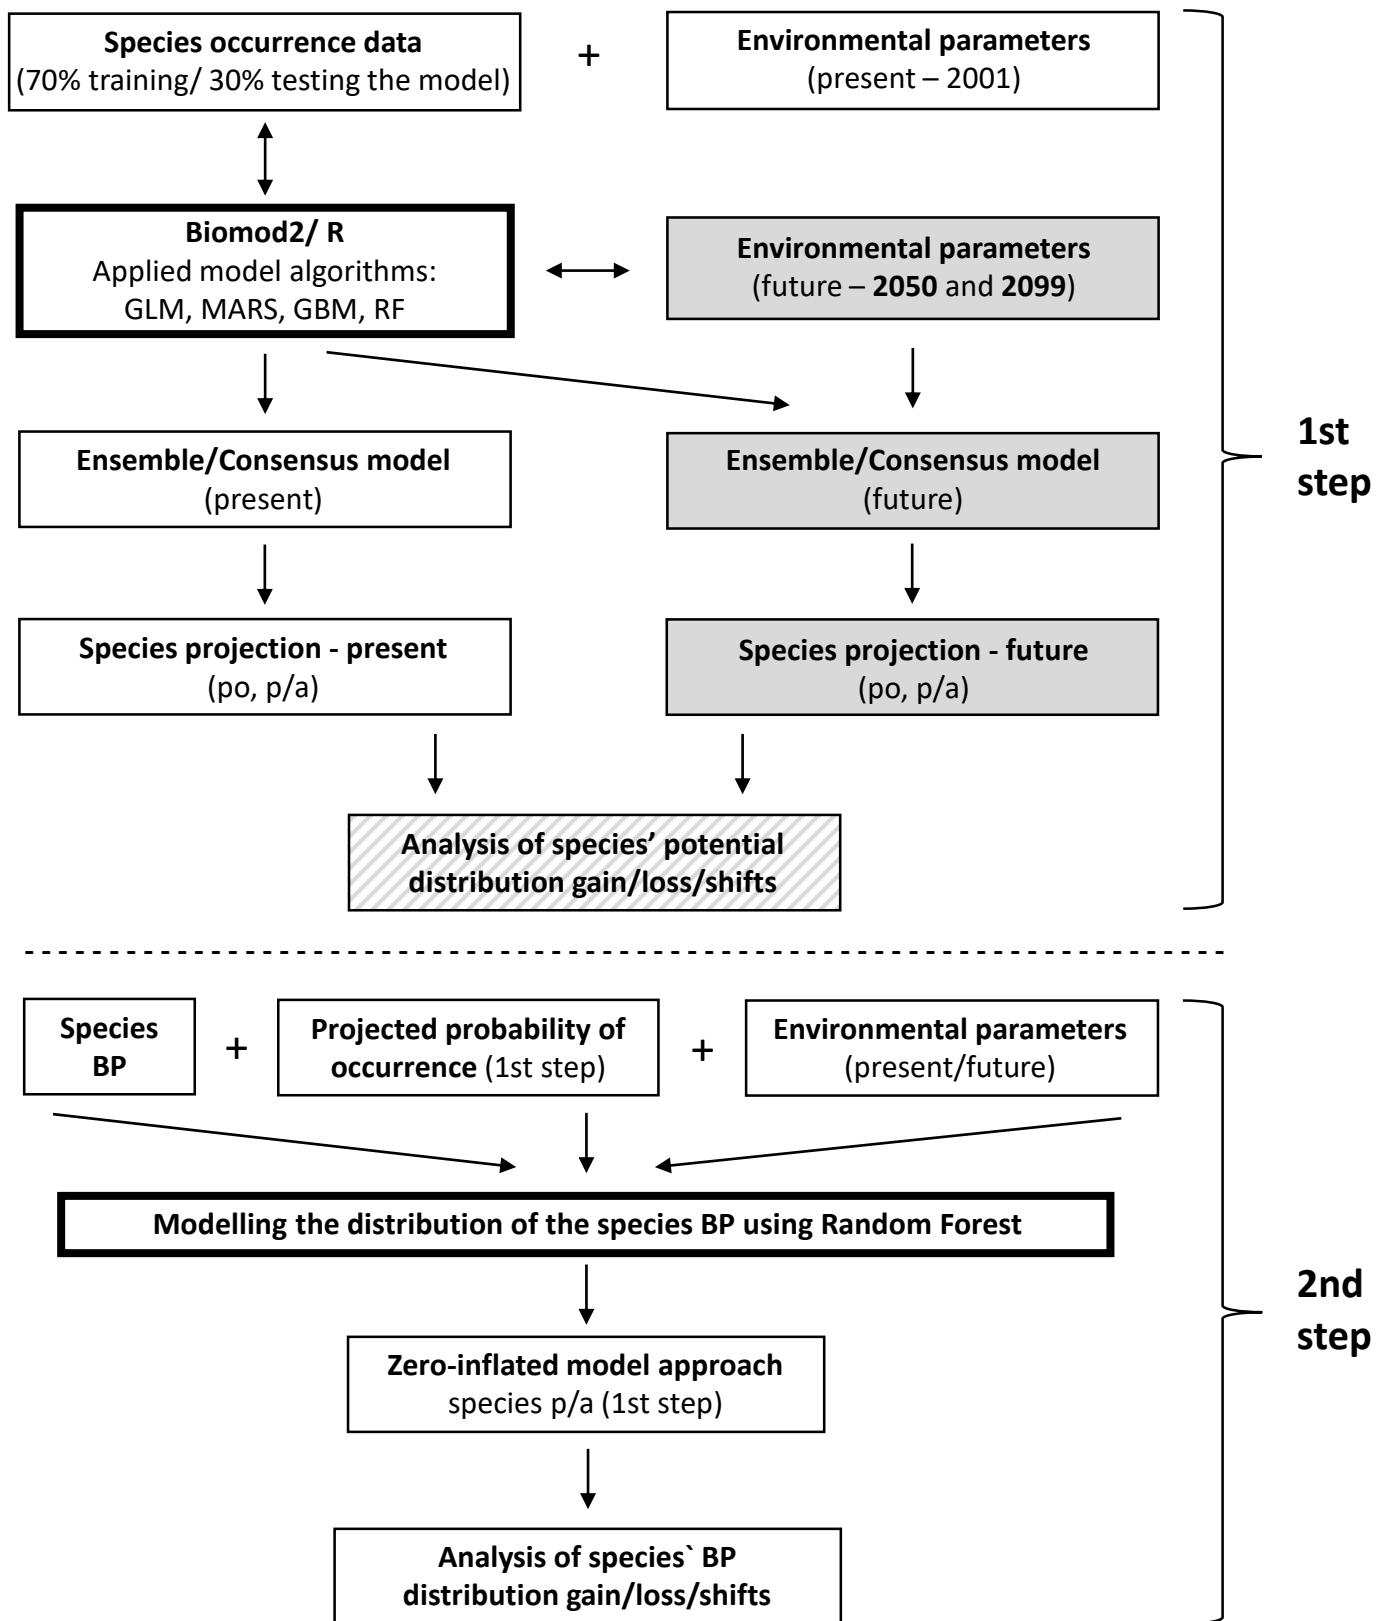 Species occurrence data
(70% training/ 30% testing the model)
+
Environmental parameters
(present – 2001)
Biomod2/ R
Applied model algorithms:
GLM, MARS, GBM, RF
Environmental parameters
(future – 2050 and 2099)
Ensemble/Consensus model
(present)
Ensemble/Consensus model
(future)
1st
step
Species projection - present
(po, p/a)
Species projection - future
(po, p/a)
Analysis of species’ potential
distribution gain/loss/shifts
Species
BP
+
Projected probability of
occurrence (1st step)
+
Environmental parameters
(present/future)
Modelling the distribution of the species BP using Random Forest
2nd
step
Zero-inflated model approach
species p/a (1st step)
Analysis of species` BP
distribution gain/loss/shifts